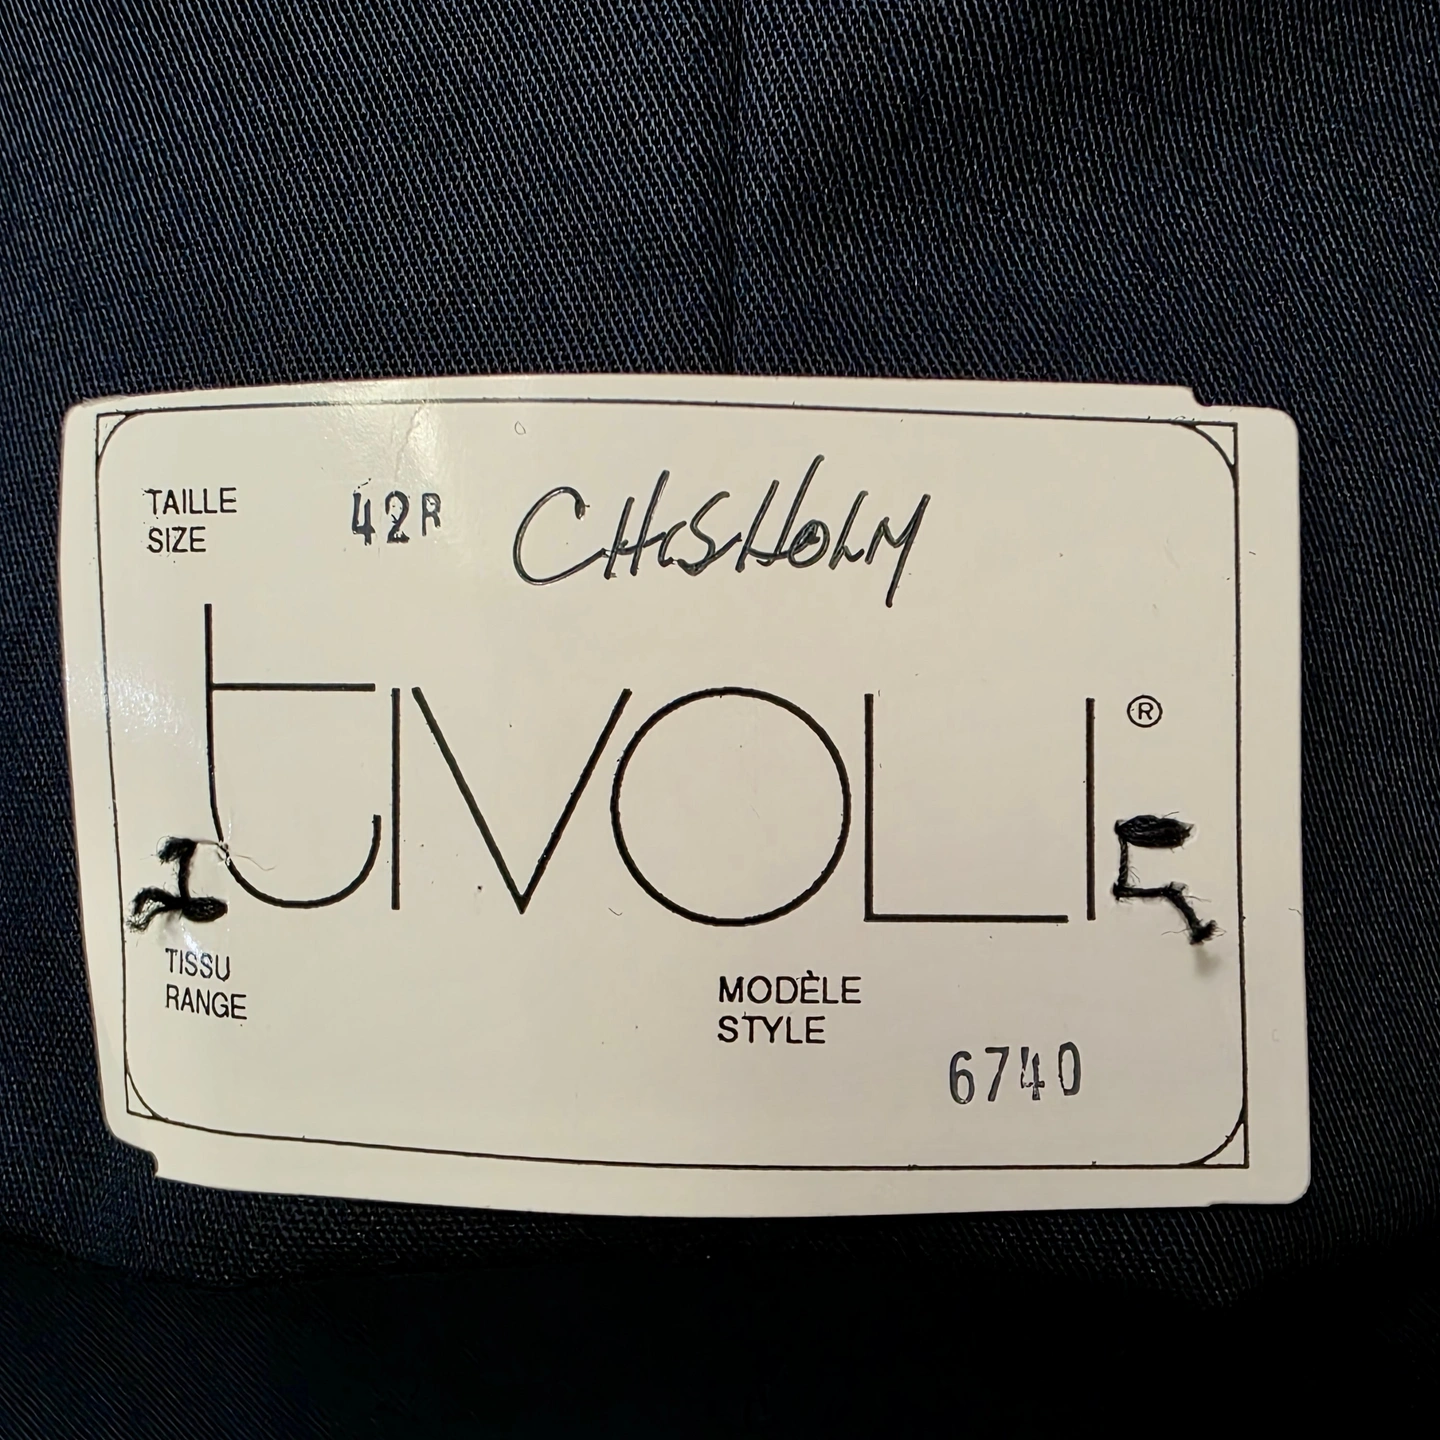 TAILLE
SIZE
42R
CHISHOLM
tIVOLI®
TISSU
RANGE
MODÈLE
STYLE
6740